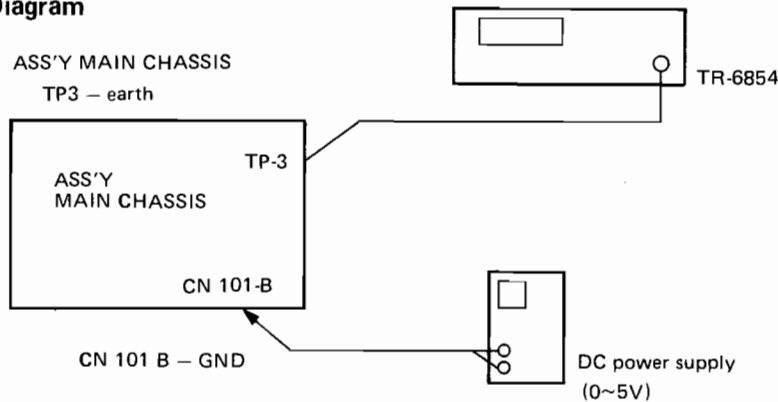 Diagram
ASS'Y MAIN CHASSIS
TP3 – earth
TR-6854
TP-3
ASS'Y
MAIN CHASSIS
CN 101-B
CN 101 B – GND
DC power supply
(0~5V)